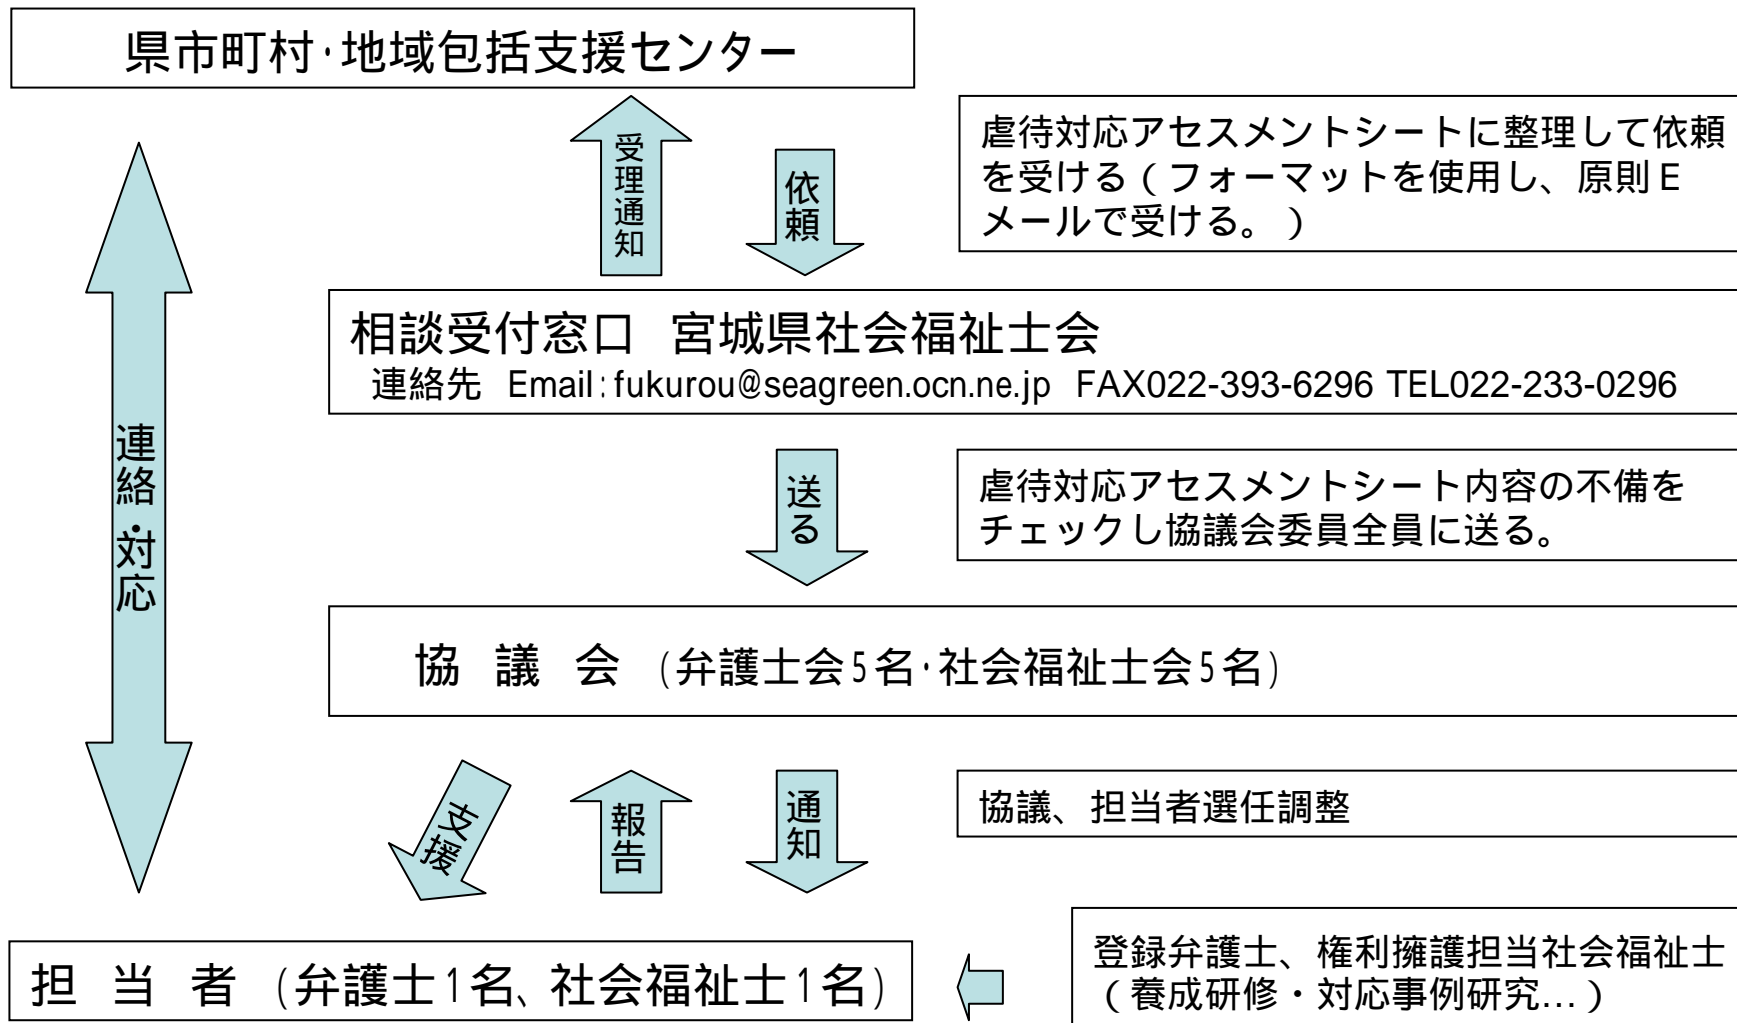 県市町村・地域包括支援センター
受理通知
依頼
虐待対応アセスメントシートに整理して依頼
を受ける(フォーマットを使用し、原則E
メールで受ける。)
相談受付窓口 宮城県社会福祉士会
連絡先 Email:fukurou@seagreen.ocn.ne.jp FAX022-393-6296 TEL022-233-0296
連絡・対応
送る
虐待対応アセスメントシート内容の不備を
チェックし協議会委員全員に送る。
協 議 会 (弁護士会5名・社会福祉士会5名)
支援
報告
通知
協議、担当者選任調整
担 当 者 (弁護士1名、社会福祉士1名)
登録弁護士、権利擁護担当社会福祉士
(養成研修・対応事例研究…)